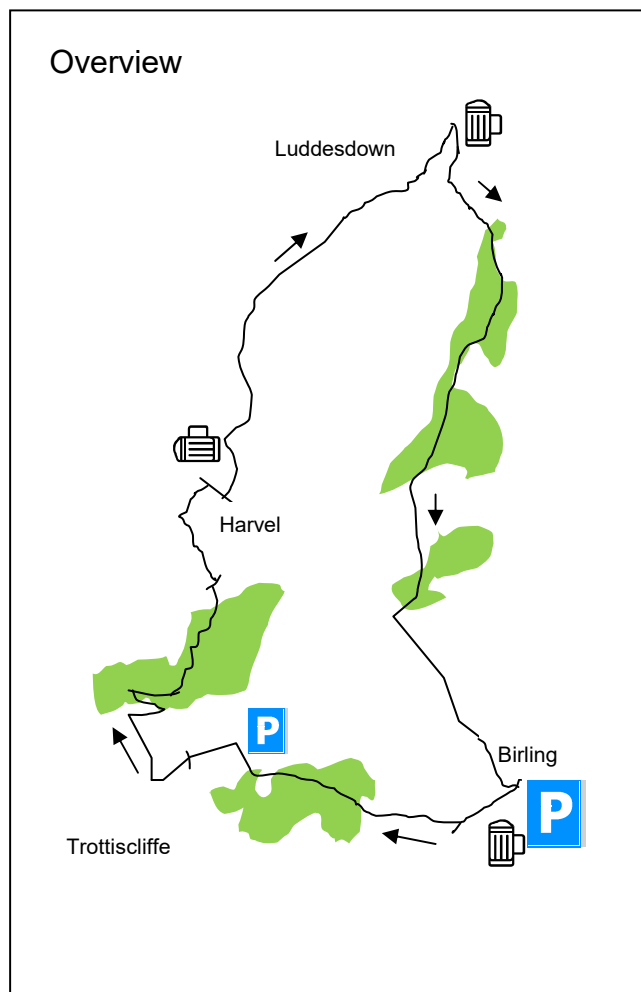 Overview
Luddesdown
Harvel
P
Birling
P
Trottiscliffe